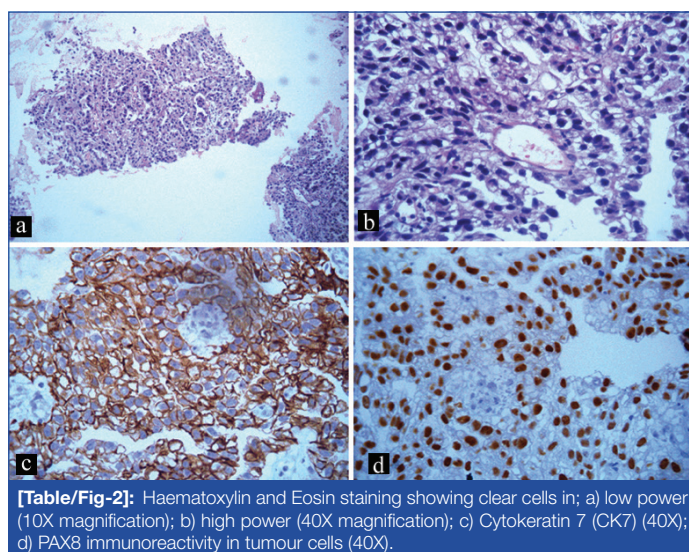 a
b
c
d
[Table/Fig-2]: Haematoxylin and Eosin staining showing clear cells in; a) low power
(10X magnification); b) high power (40X magnification); c) Cytokeratin 7 (CK7) (40X);
d) PAX8 immunoreactivity in tumour cells (40X).